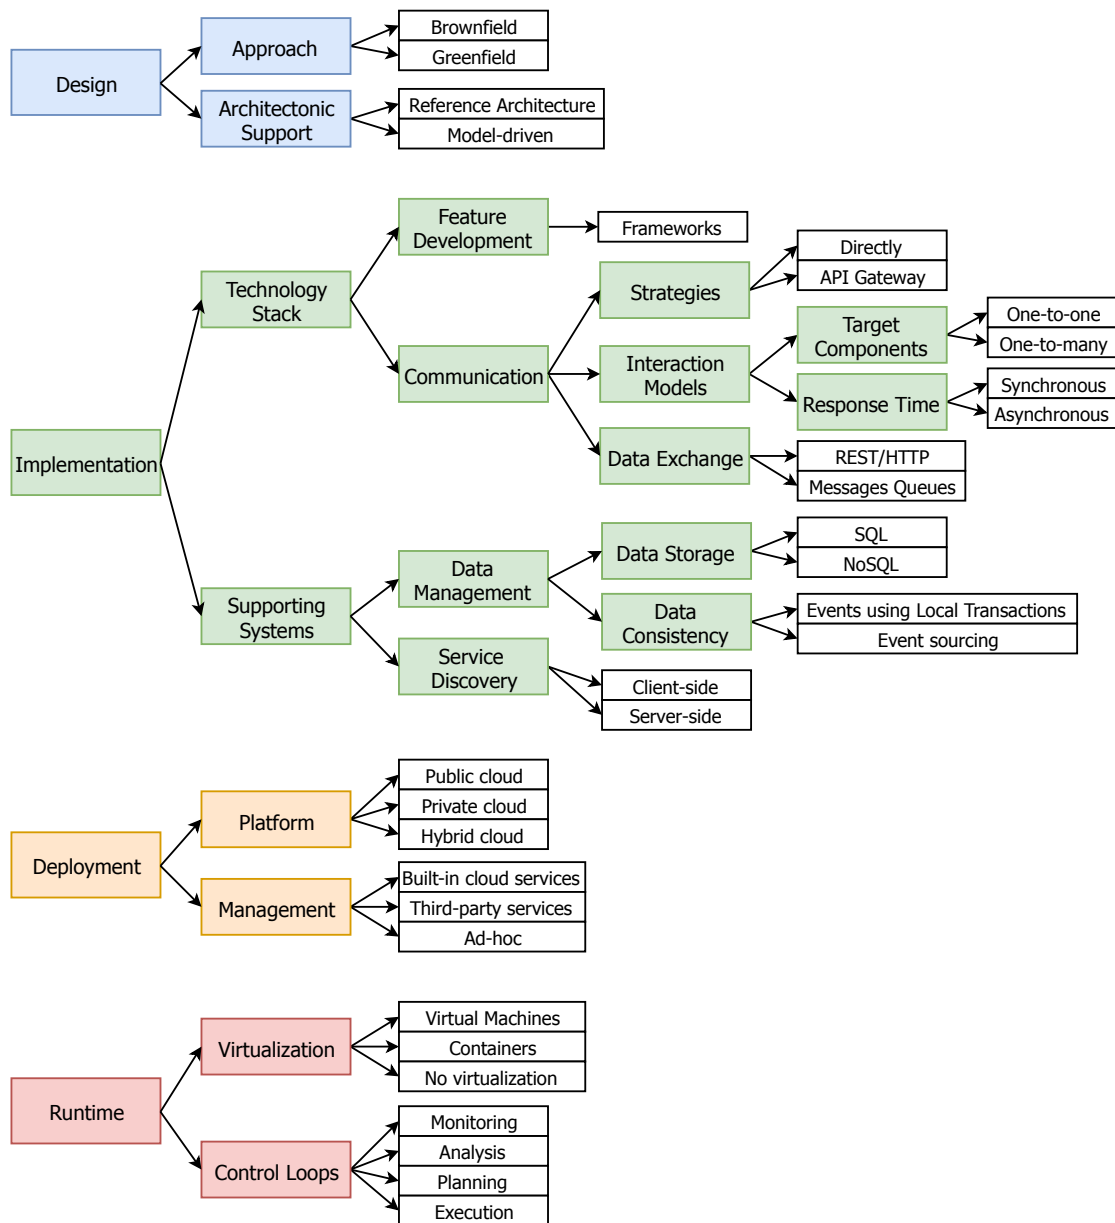 Design
Approach
Brownfield
Greenfield
Architectonic
Support
Reference Architecture
Model-driven
Implementation
Technology
Stack
Feature
Development
Frameworks
Communication
Strategies
Directly
API Gateway
Interaction
Models
Target
Components
One-to-one
One-to-many
Response Time
Synchronous
Asynchronous
Data Exchange
REST/HTTP
Messages Queues
Supporting
Systems
Data
Management
Data Storage
SQL
NoSQL
Data
Consistency
Events using Local Transactions
Event sourcing
Service
Discovery
Client-side
Server-side
Deployment
Platform
Public cloud
Private cloud
Hybrid cloud
Management
Built-in cloud services
Third-party services
Ad-hoc
Runtime
Virtualization
Virtual Machines
Containers
No virtualization
Control Loops
Monitoring
Analysis
Planning
Execution